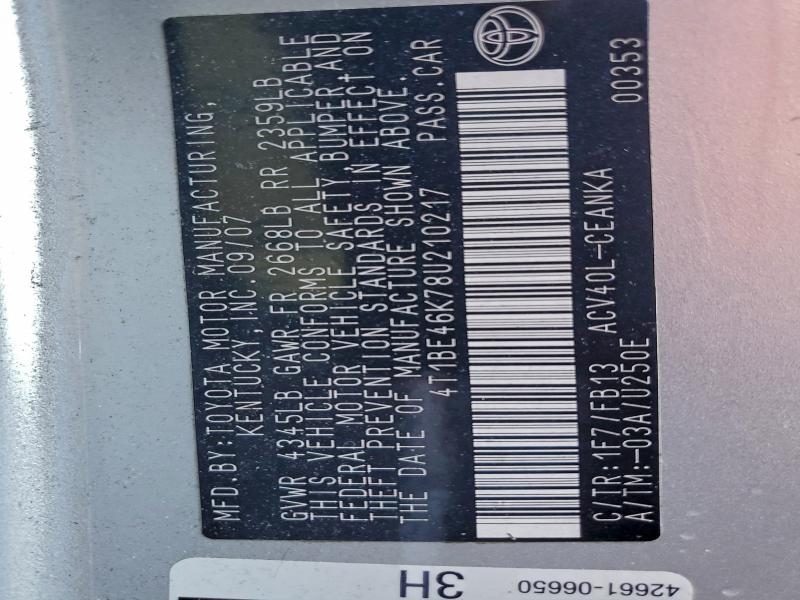 MFD.BY:TOYOTA MOTOR MANUFACTURING,
KENTUCKY, INC. 09/07
GVWR 4345LB GAWR FR 2668LB RR 2359LB
THIS VEHICLE CONFORMS TO ALL APPLICABLE
FEDERAL MOTOR VEHICLE SAFETY, BUMPER, AND
THEFT PREVENTION STANDARDS IN EFFECT ON
THE DATE OF MANUFACTURE SHOWN ABOVE.
4T1BE46K78U210217 PASS.CAR
C/TR:1F7/FB13 ACV40L-CEANKA
A/TM:-03A/U250E 00353
3H
42661-06650